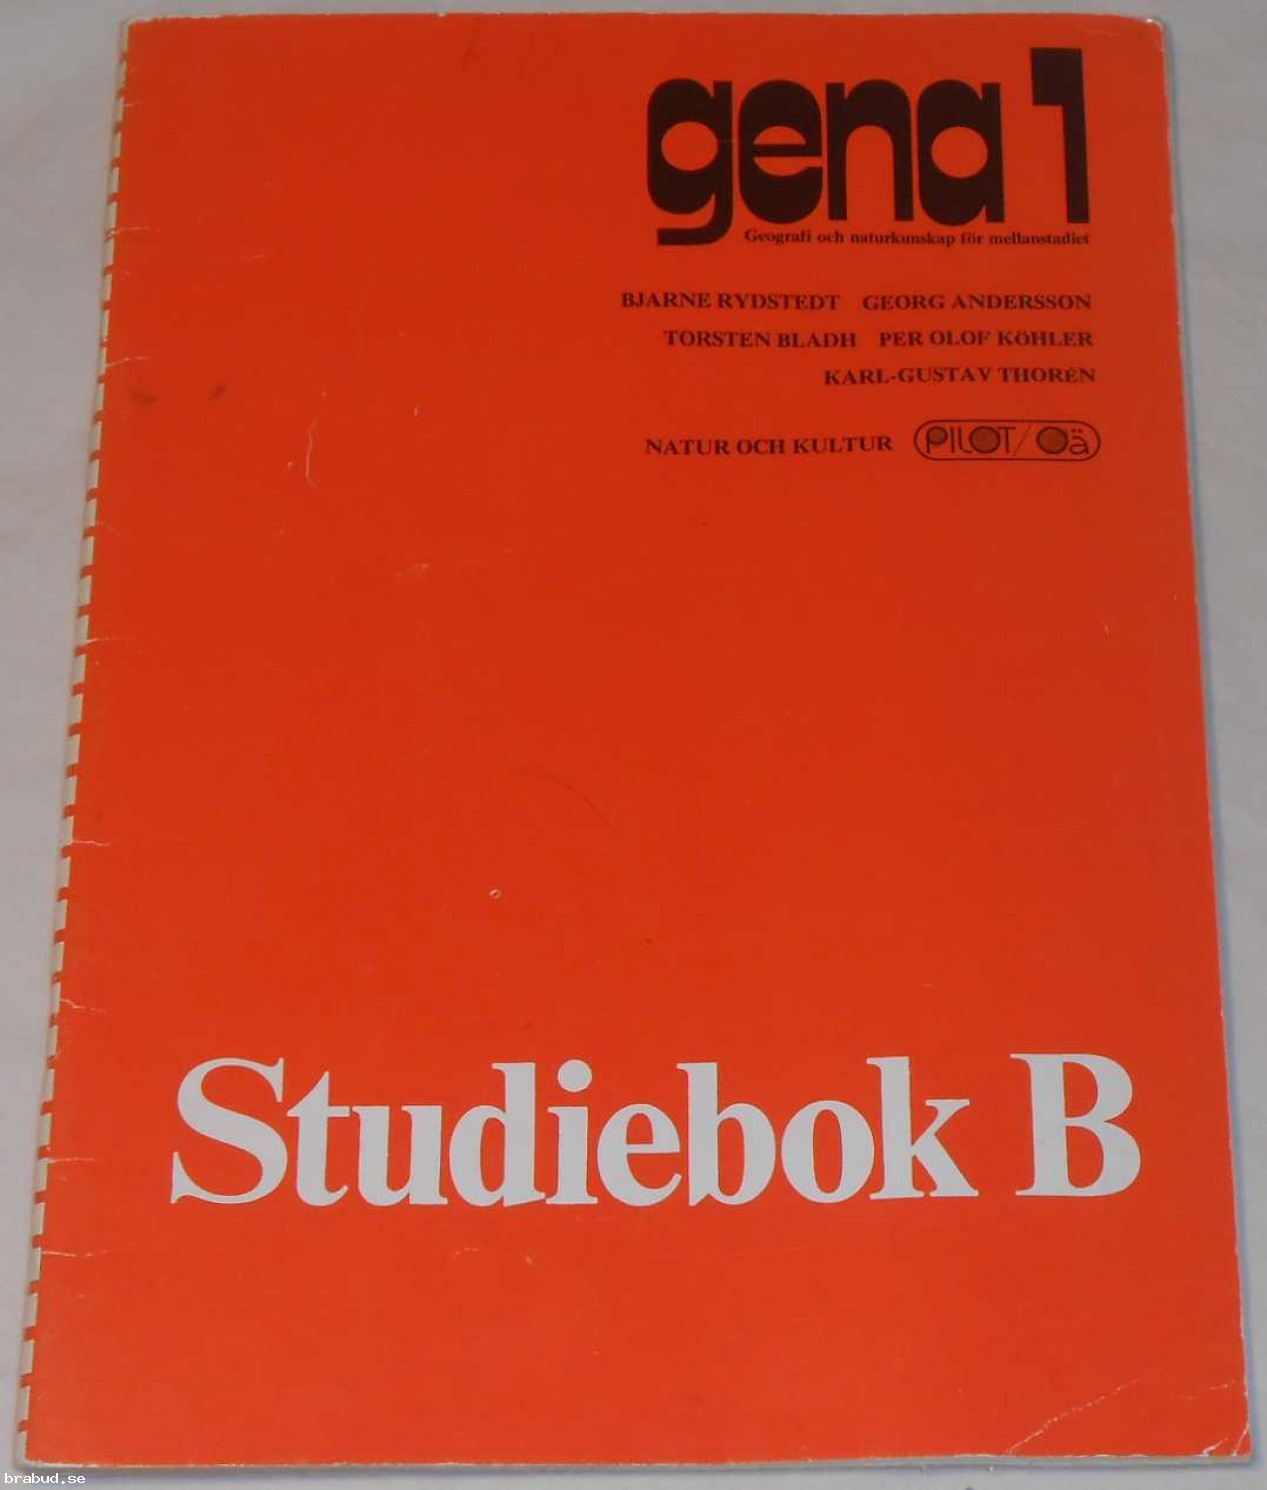 gena 1
Geografi och naturkunskap för mellanstadiet
BJARNE RYDSTEDT GEORG ANDERSSON
TORSTEN BLADH PER OLOF KÖHLER
KARL-GUSTAV THORÉN
NATUR OCH KULTUR PILOT/Oä
Studiebok B
brabud.se